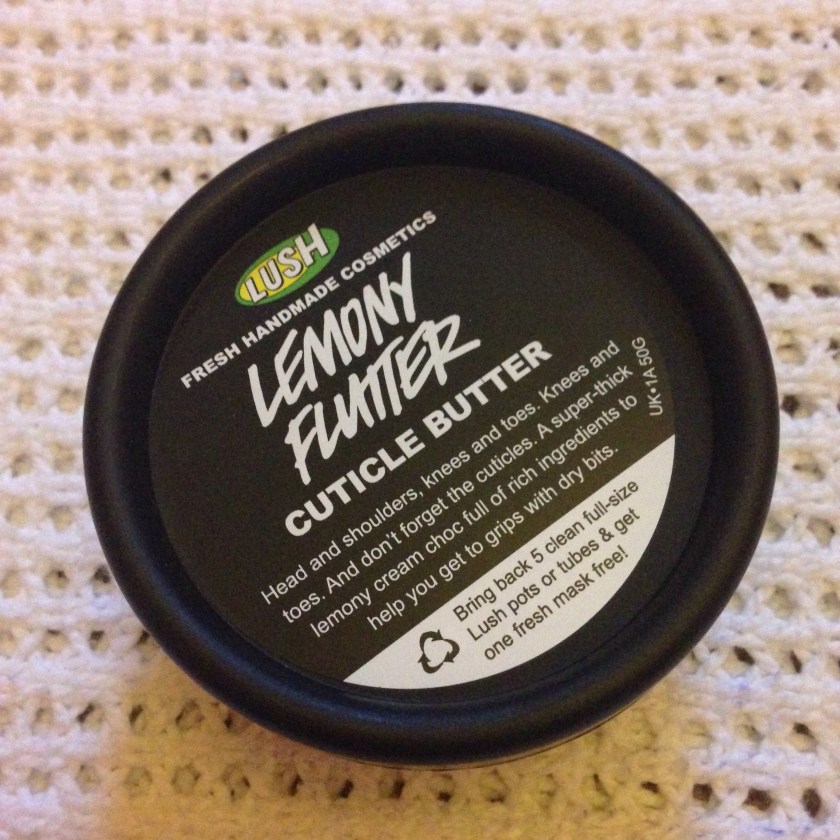 LUSH
FRESH HANDMADE COSMETICS
LEMONY
FLUTTER
CUTICLE BUTTER
Head and shoulders, knees and toes. Knees and
toes. And don't forget the cuticles. A super-thick
lemony cream choc full of rich ingredients to
help you get to grips with dry bits.
UK•1A 50G
Bring back 5 clean full-size
Lush pots or tubes & get
one fresh mask free!